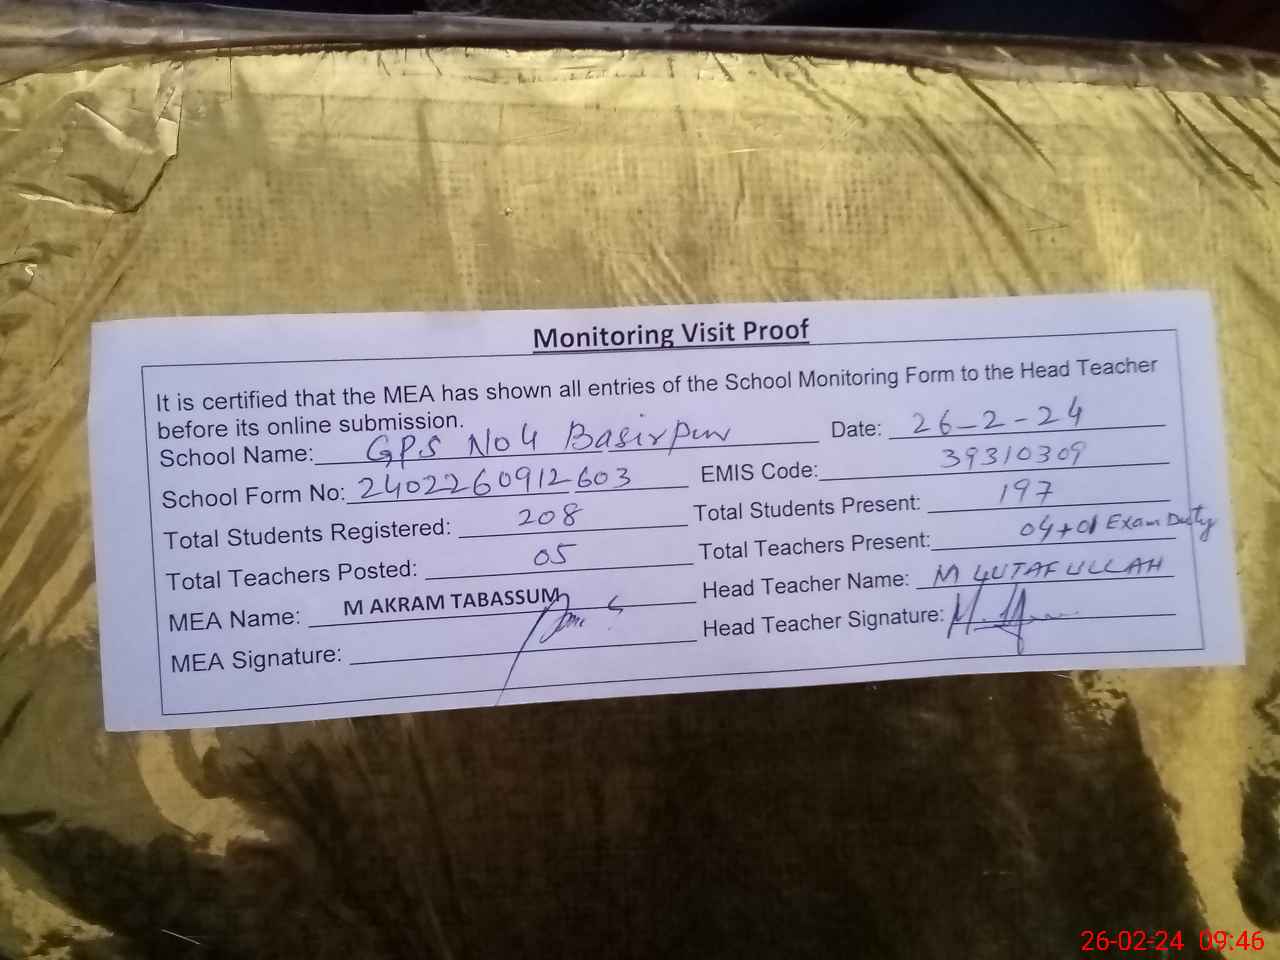 Monitoring Visit Proof
It is certified that the MEA has shown all entries of the School Monitoring Form to the Head Teacher
before its online submission.
School Name: GPS No 4 Basirpur Date: 26-2-24
School Form No: 2402260912603 EMIS Code: 39310309
Total Students Registered: 208 Total Students Present: 197
Total Teachers Posted: 05 Total Teachers Present: 04+01 Exam Duty
MEA Name: M AKRAM TABASSUM Head Teacher Name: M LUTAFULLAH
MEA Signature: Head Teacher Signature:
26-02-24 09:46